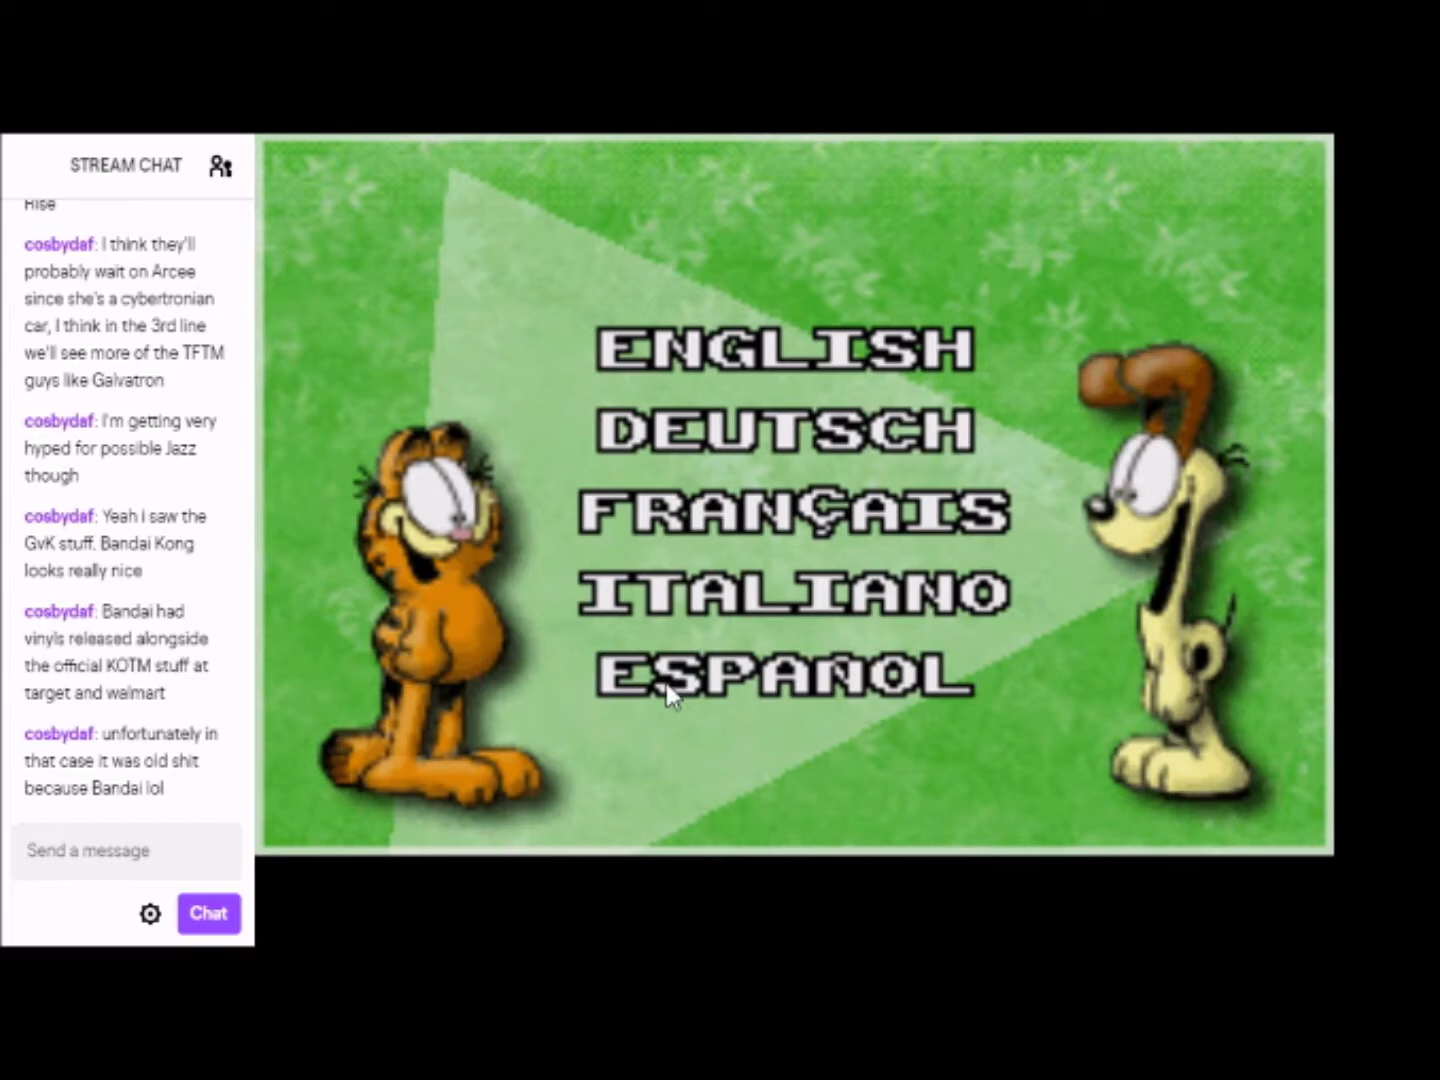 STREAM CHAT
Rise
cosbydaf: I think they'll
probably wait on Arcee
since she's a cybertronian
car, I think in the 3rd line
we'll see more of the TFTM
guys like Galvatron
cosbydaf: I'm getting very
hyped for possible Jazz
though
cosbydaf: Yeah I saw the
GvK stuff. Bandai Kong
looks really nice
cosbydaf: Bandai had
vinyls released alongside
the official KOTM stuff at
target and walmart
cosbydaf: unfortunately in
that case it was old shit
because Bandai lol
Send a message
Chat
ENGLISH
DEUTSCH
FRANÇAIS
ITALIANO
ESPAÑOL